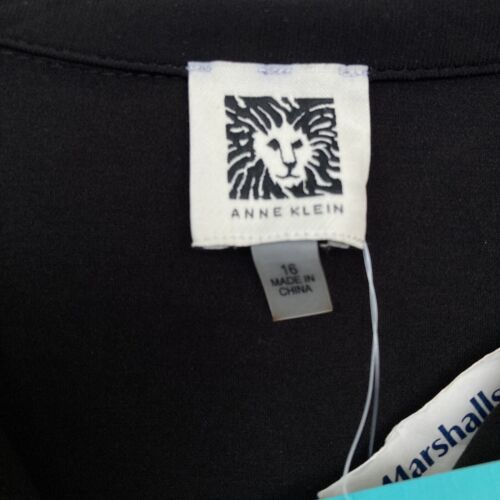 ANNE KLEIN
16
MADE IN
CHINA
Marshalls